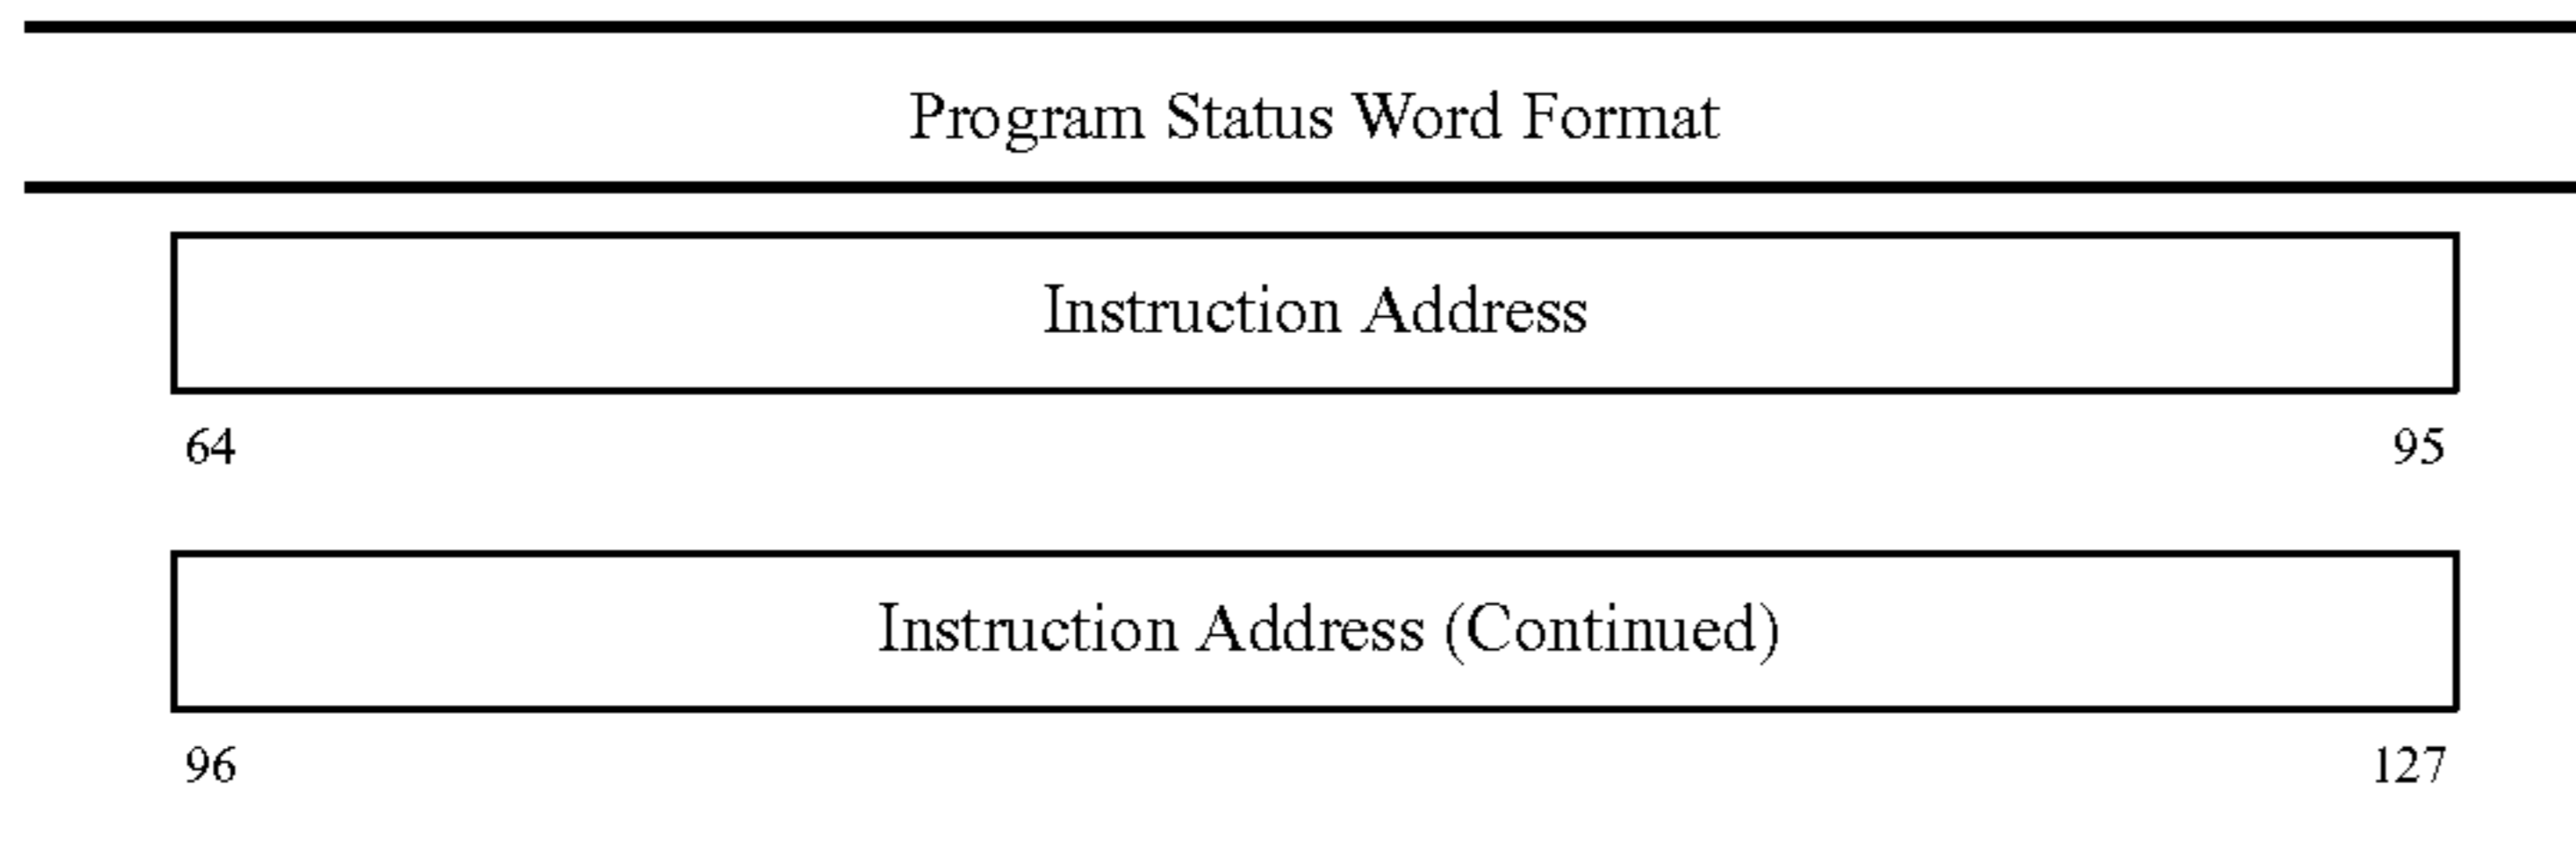 Program Status Word Format
Instruction Address
64 95
Instruction Address (Continued)
96 127